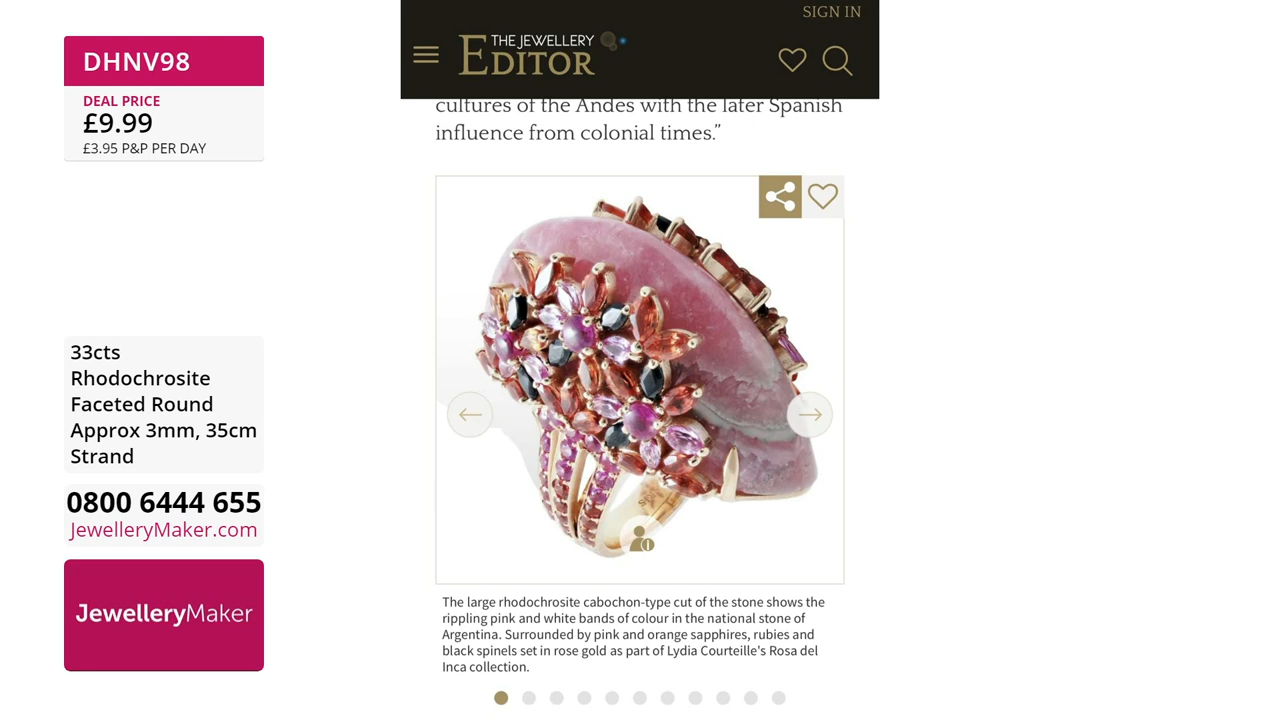 DHNV98
DEAL PRICE
£9.99
£3.95 P&P PER DAY
33cts
Rhodochrosite
Faceted Round
Approx 3mm, 35cm
Strand
0800 6444 655
JewelleryMaker.com
JewelleryMaker
SIGN IN
THE JEWELLERY
EDITOR
cultures of the Andes with the later Spanish
influence from colonial times.”
The large rhodochrosite cabochon-type cut of the stone shows the
rippling pink and white bands of colour in the national stone of
Argentina. Surrounded by pink and orange sapphires, rubies and
black spinels set in rose gold as part of Lydia Courteille's Rosa del
Inca collection.